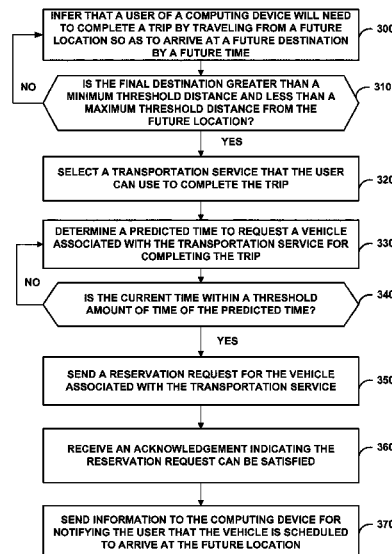 INFER THAT A USER OF A COMPUTING DEVICE WILL NEED
TO COMPLETE A TRIP BY TRAVELING FROM A FUTURE
LOCATION SO AS TO ARRIVE AT A FUTURE DESTINATION
BY A FUTURE TIME
300
NO
IS THE FINAL DESTINATION GREATER THAN A
MINIMUM THRESHOLD DISTANCE AND LESS THAN A
MAXIMUM THRESHOLD DISTANCE FROM THE
FUTURE LOCATION?
310
YES
SELECT A TRANSPORTATION SERVICE THAT THE USER
CAN USE TO COMPLETE THE TRIP
320
DETERMINE A PREDICTED TIME TO REQUEST A VEHICLE
ASSOCIATED WITH THE TRANSPORTATION SERVICE FOR
COMPLETING THE TRIP
330
NO
IS THE CURRENT TIME WITHIN A THRESHOLD
AMOUNT OF TIME OF THE PREDICTED TIME?
340
YES
SEND A RESERVATION REQUEST FOR THE VEHICLE
ASSOCIATED WITH THE TRANSPORTATION SERVICE
350
RECEIVE AN ACKNOWLEDGEMENT INDICATING THE
RESERVATION REQUEST CAN BE SATISFIED
360
SEND INFORMATION TO THE COMPUTING DEVICE FOR
NOTIFYING THE USER THAT THE VEHICLE IS SCHEDULED
TO ARRIVE AT THE FUTURE LOCATION
370